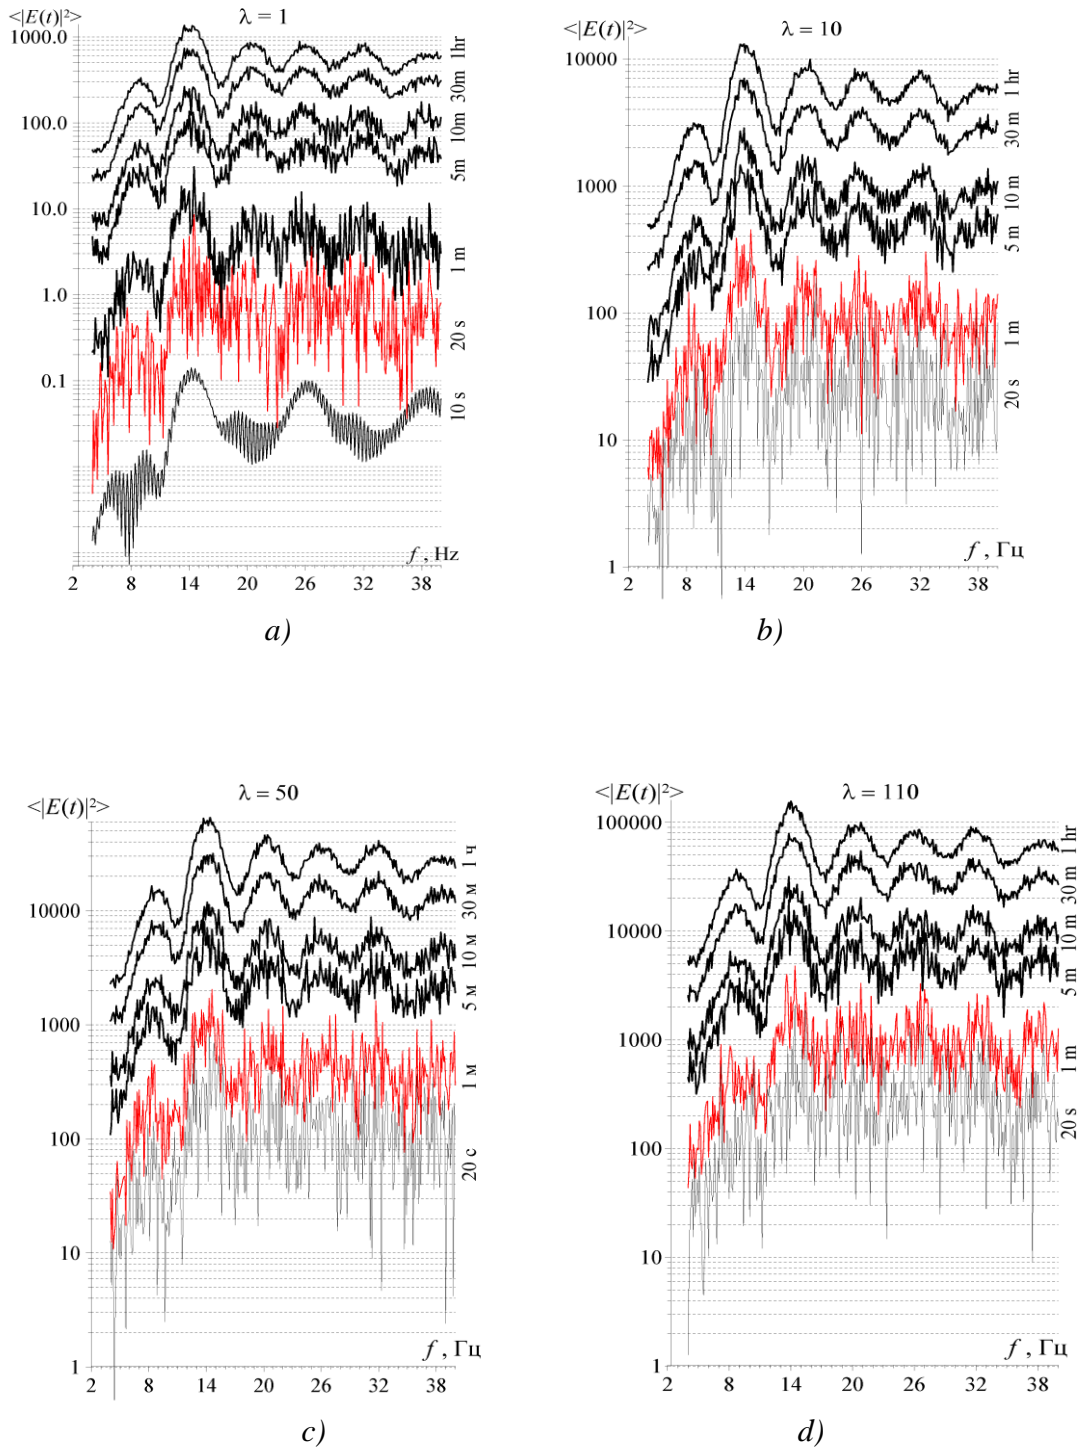 <|E(t)|²>
λ = 1
1000.0
100.0
10.0
1.0
0.1
1hr
30m
10m
5m
1 m
20 s
10 s
f , Hz
2 8 14 20 26 32 38
a)
<|E(t)|²>
λ = 10
10000
1000
100
10
1
1 hr
30 m
10 m
5 m
1 m
20 s
f , Гц
2 8 14 20 26 32 38
b)
<|E(t)|²>
λ = 50
10000
1000
100
10
1
1 ч
30 м
10 м
5 м
1 м
20 с
f , Гц
2 8 14 20 26 32 38
c)
<|E(t)|²>
λ = 110
100000
10000
1000
100
10
1
1 hr
30 m
10 m
5 m
1 m
20 s
f , Гц
2 8 14 20 26 32 38
d)